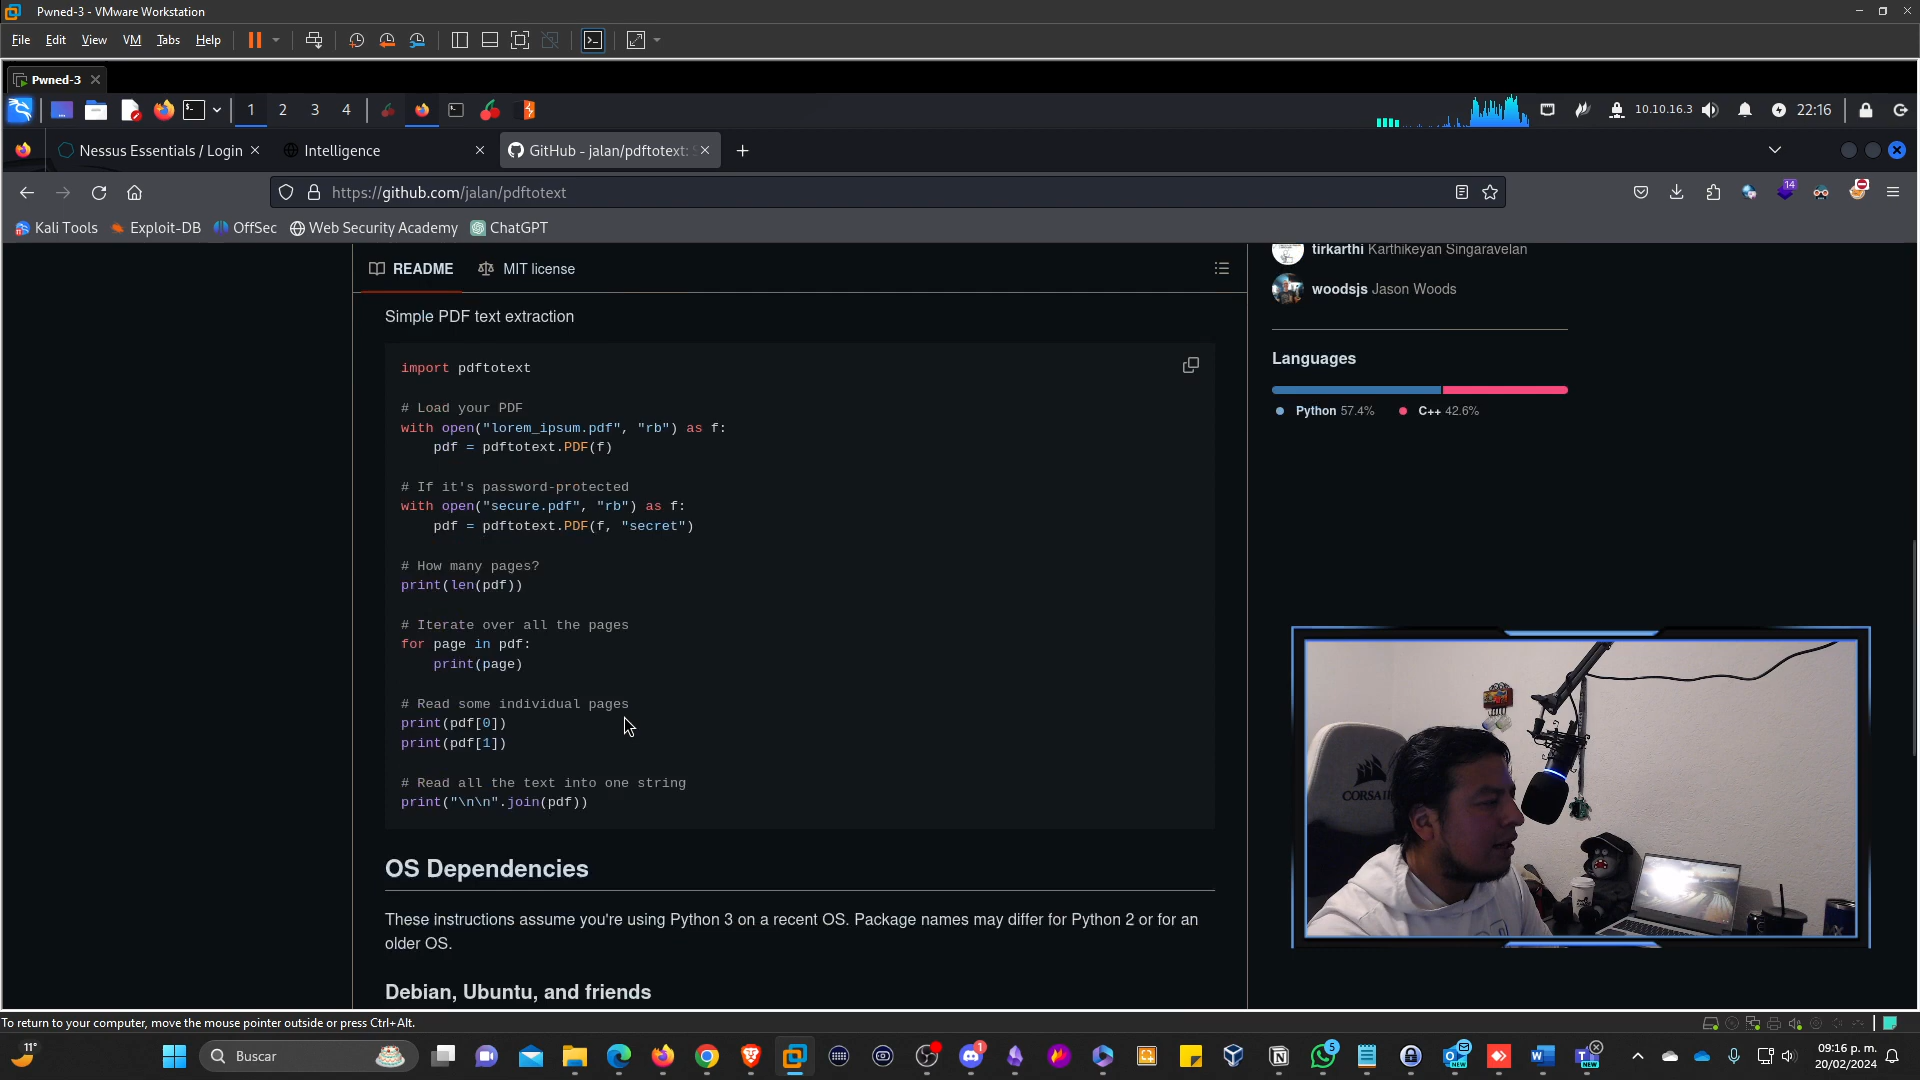 Pwned-3 - VMware Workstation
File Edit View VM Tabs Help
Pwned-3
1 2 3 4
10.10.16.3
22:16
Nessus Essentials / Login
Intelligence
GitHub - jalan/pdftotext: S
https://github.com/jalan/pdftotext
14
Kali Tools
Exploit-DB
OffSec
Web Security Academy
ChatGPT
README
MIT license
Simple PDF text extraction
import pdftotext
# Load your PDF
with open("lorem_ipsum.pdf", "rb") as f:
pdf = pdftotext.PDF(f)
# If it's password-protected
with open("secure.pdf", "rb") as f:
pdf = pdftotext.PDF(f, "secret")
# How many pages?
print(len(pdf))
# Iterate over all the pages
for page in pdf:
print(page)
# Read some individual pages
print(pdf[0])
print(pdf[1])
# Read all the text into one string
print("\n\n".join(pdf))
OS Dependencies
These instructions assume you're using Python 3 on a recent OS. Package names may differ for Python 2 or for an
older OS.
Debian, Ubuntu, and friends
tirkarthi Karthikeyan Singaravelan
woodsjs Jason Woods
Languages
Python 57.4%
C++ 42.6%
CORSAIR
To return to your computer, move the mouse pointer outside or press Ctrl+Alt.
11°
Buscar
1
5
NEW
NEW
09:16 p. m.
20/02/2024